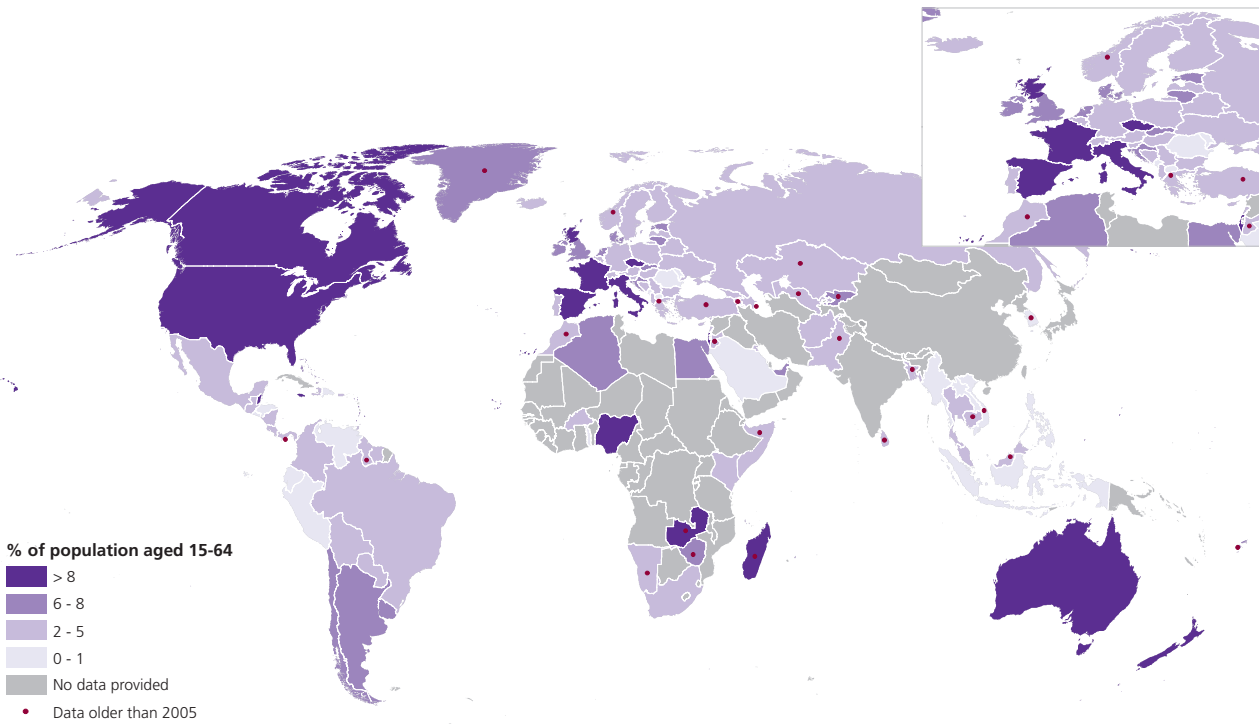 % of population aged 15-64
> 8
6 - 8
2 - 5
0 - 1
No data provided
Data older than 2005